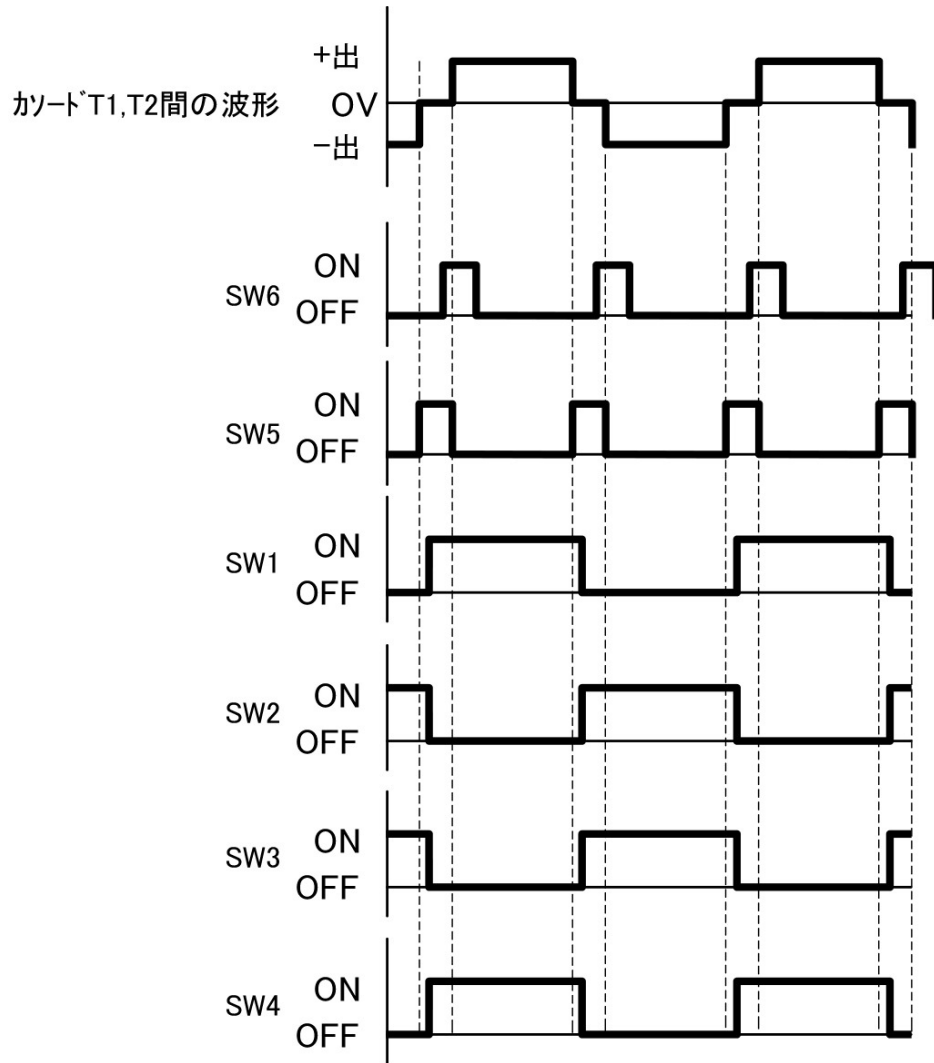 +出
カソードT1,T2間の波形 OV
-出
ON
SW6
OFF
ON
SW5
OFF
ON
SW1
OFF
ON
SW2
OFF
ON
SW3
OFF
ON
SW4
OFF